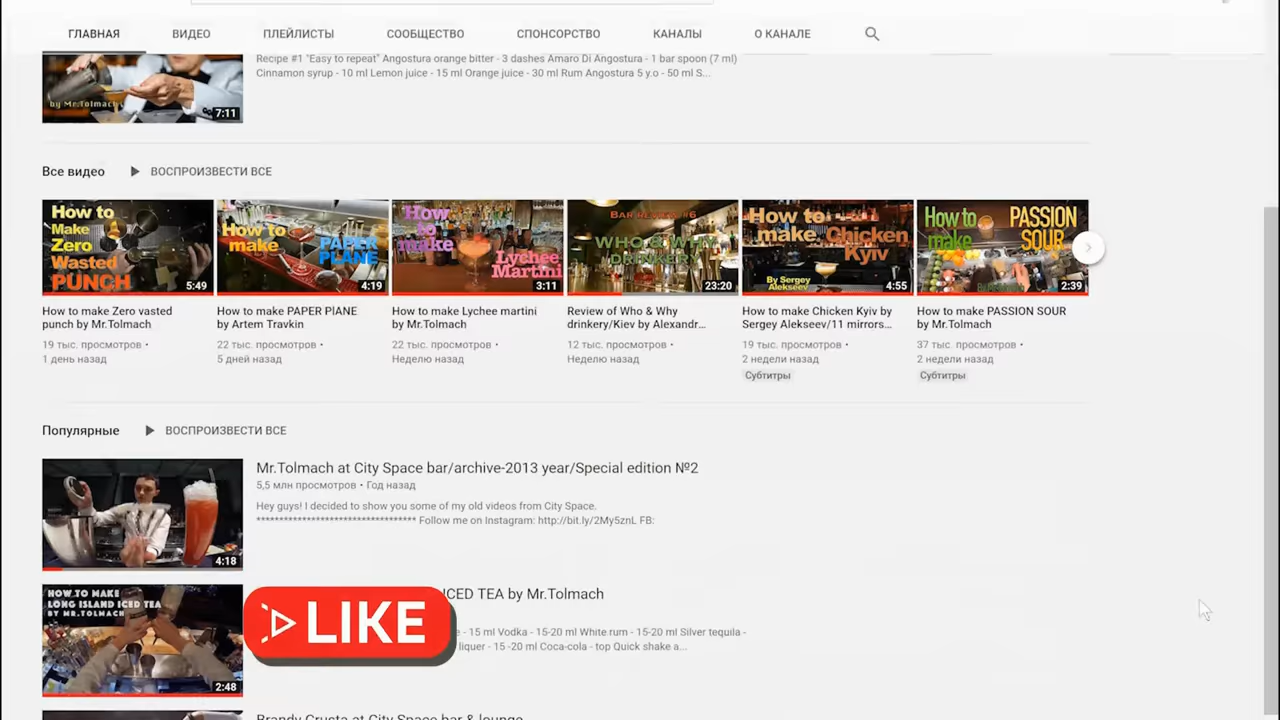 ГЛАВНАЯ ВИДЕО ПЛЕЙЛИСТЫ СООБЩЕСТВО СПОНСОРСТВО КАНАЛЫ О КАНАЛЕ
Recipe #1 "Easy to repeat" Angostura orange bitter - 3 dashes Amaro Di Angostura - 1 bar spoon (7 ml)
Cinnamon syrup - 10 ml Lemon juice - 15 ml Orange juice - 30 ml Rum Angostura 5 y.o - 50 ml S...
by Mr.Tolmach
7:11
Все видео ВОСПРОИЗВЕСТИ ВСЕ
How to
Make
Zero
Wasted
PUNCH
5:49
How to
make
PAPER
PLANE
4:19
How
to
make
Lychee
Martini
3:11
BAR REVIEW #6
WHO & WHY
DRINKERY
23:20
How to
make Chicken
Kyiv
By Sergey
Alekseev
4:55
How to
make
PASSION
SOUR
2:39
How to make Zero vasted
punch by Mr.Tolmach
19 тыс. просмотров •
1 день назад
How to make PAPER PlANE
by Artem Travkin
22 тыс. просмотров •
5 дней назад
How to make Lychee martini
by Mr.Tolmach
22 тыс. просмотров •
Неделю назад
Review of Who & Why
drinkery/Kiev by Alexandr...
12 тыс. просмотров •
Неделю назад
How to make Chicken Kyiv by
Sergey Alekseev/11 mirrors...
19 тыс. просмотров •
2 недели назад
Субтитры
How to make PASSION SOUR
by Mr.Tolmach
37 тыс. просмотров •
2 недели назад
Субтитры
Популярные ВОСПРОИЗВЕСТИ ВСЕ
4:18
Mr.Tolmach at City Space bar/archive-2013 year/Special edition №2
5,5 млн просмотров • Год назад
Hey guys! I decided to show you some of my old videos from City Space.
********************************** Follow me on Instagram: http://bit.ly/2My5znL FB:
HOW TO MAKE
LONG ISLAND ICED TEA
BY MR.TOLMACH
2:48
ICED TEA by Mr.Tolmach
LIKE
- 15 ml Vodka - 15-20 ml White rum - 15-20 ml Silver tequila -
liquer - 15 -20 ml Coca-cola - top Quick shake a...
Brandy Crusta at City Space bar & lounge